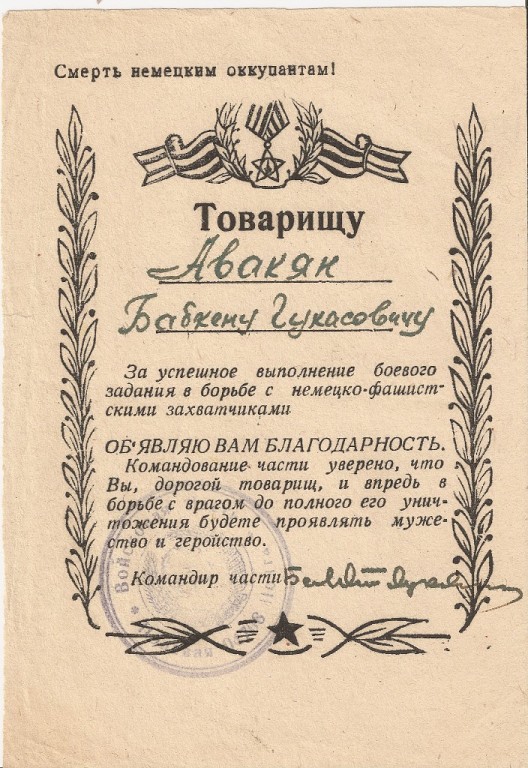 Смерть немецким оккупантам!
Товарищу
Авакян
Бабкену Гукасовичу
За успешное выполнение боевого
задания в борьбе с немецко-фашист-
скими захватчиками
ОБ'ЯВЛЯЮ ВАМ БЛАГОДАРНОСТЬ.
Командование части уверено, что
Вы, дорогой товарищ, и впредь в
борьбе с врагом до полного его унич-
тожения будете проявлять муже-
ство и геройство.
Командир части